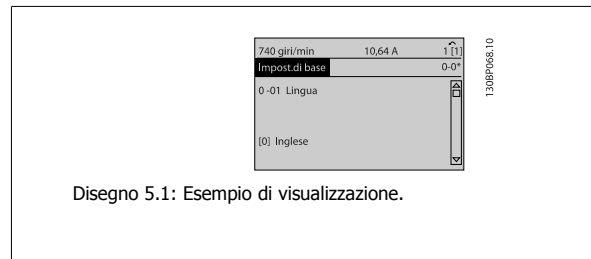 740 giri/min 10,64 A 1 [1]
Impost.di base 0-0*
0 -01 Lingua
[0] Inglese
130BP068.10
Disegno 5.1: Esempio di visualizzazione.